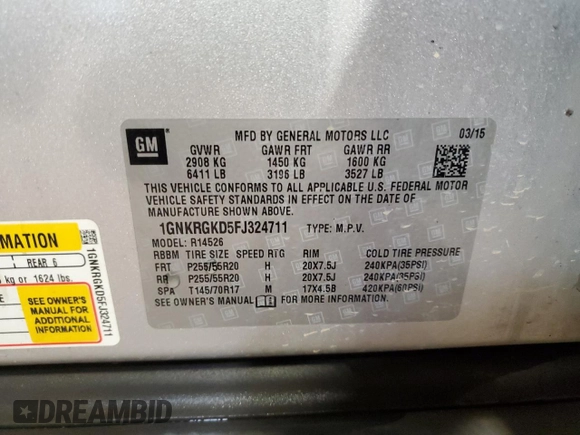 GM
MFD BY GENERAL MOTORS LLC 03/15
GVWR GAWR FRT GAWR RR
2908 KG 1450 KG 1600 KG
6411 LB 3196 LB 3527 LB
THIS VEHICLE CONFORMS TO ALL APPLICABLE U.S. FEDERAL MOTOR
VEHICLE SAFETY STANDARDS IN EFFECT ON THE DATE OF
MANUFACTURE SHOWN ABOVE.
1GNKRGKD5FJ324711 TYPE: M.P.V.
MODEL: R14526
RBBM TIRE SIZE SPEED RTG RIM COLD TIRE PRESSURE
FRT P255/55R20 H 20X7.5J 240KPA(35PSI)
RR P255/55R20 H 20X7.5J 240KPA(35PSI)
SPA T145/70R17 M 17X4.5B 420KPA(60PSI)
SEE OWNER'S MANUAL FOR MORE INFORMATION.
RMATION
REAR 6
kg or 1624 lbs.
SEE OWNER'S
MANUAL FOR
ADDITIONAL
INFORMATION
1GNKRGKD5FJ324711
DREAMBID